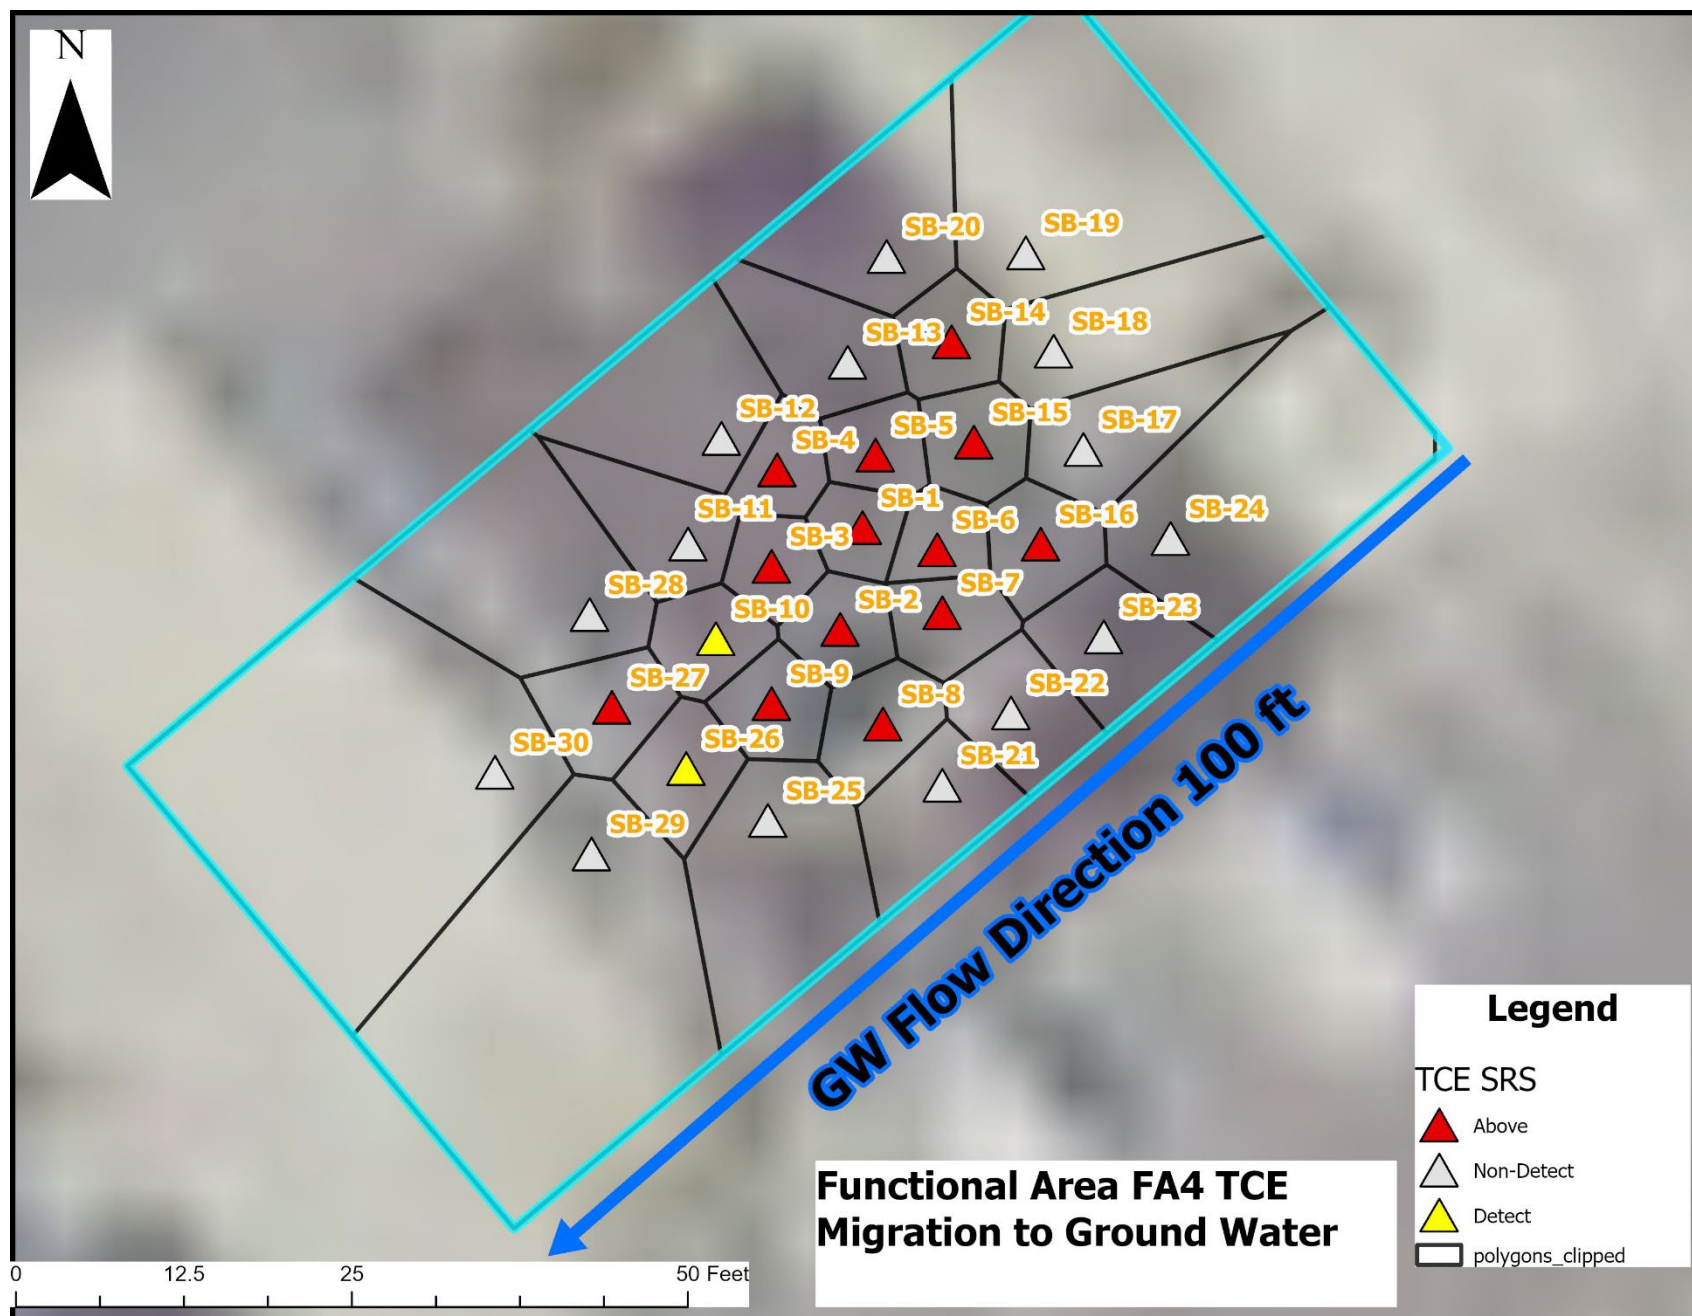 N
SB-20
SB-19
SB-14
SB-18
SB-13
SB-12
SB-15
SB-17
SB-5
SB-4
SB-1
SB-11
SB-24
SB-16
SB-6
SB-3
SB-28
SB-7
SB-2
SB-23
SB-10
SB-27
SB-9
SB-22
SB-8
SB-26
SB-30
SB-21
SB-25
SB-29
GW Flow Direction 100 ft
Legend
TCE SRS
Above
Non-Detect
Detect
polygons_clipped
Functional Area FA4 TCE
Migration to Ground Water
0 12.5 25 50 Feet